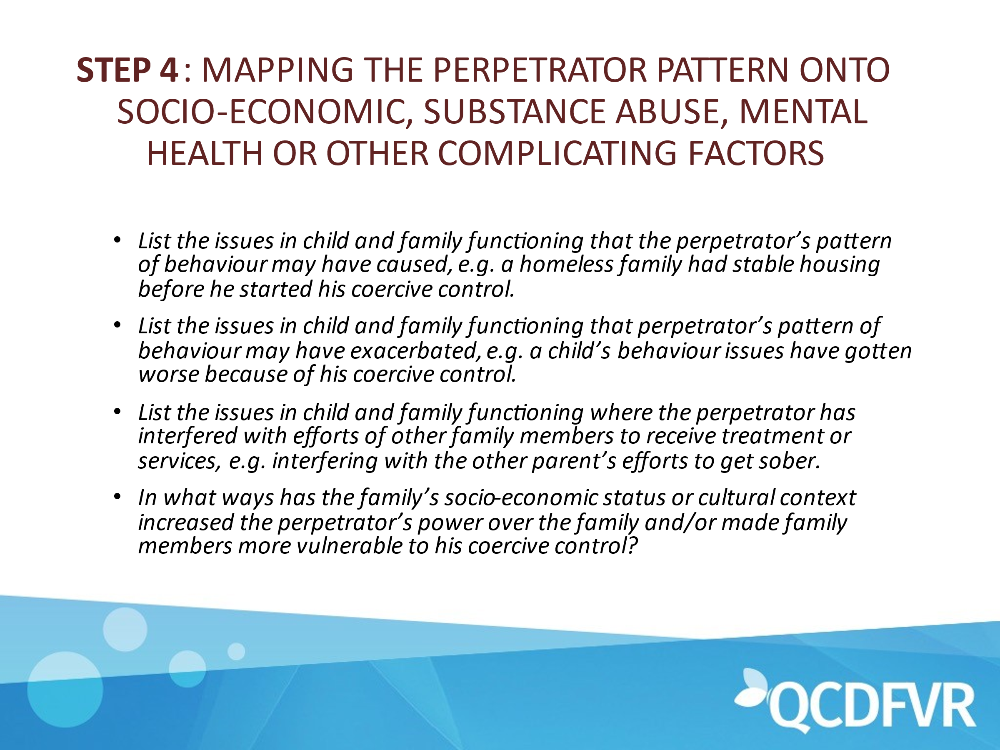 STEP 4: MAPPING THE PERPETRATOR PATTERN ONTO
SOCIO-ECONOMIC, SUBSTANCE ABUSE, MENTAL
HEALTH OR OTHER COMPLICATING FACTORS
• List the issues in child and family functioning that the perpetrator’s pattern
of behaviour may have caused, e.g. a homeless family had stable housing
before he started his coercive control.
• List the issues in child and family functioning that perpetrator’s pattern of
behaviour may have exacerbated, e.g. a child’s behaviour issues have gotten
worse because of his coercive control.
• List the issues in child and family functioning where the perpetrator has
interfered with efforts of other family members to receive treatment or
services, e.g. interfering with the other parent’s efforts to get sober.
• In what ways has the family’s socio-economic status or cultural context
increased the perpetrator’s power over the family and/or made family
members more vulnerable to his coercive control?
QCDFVR